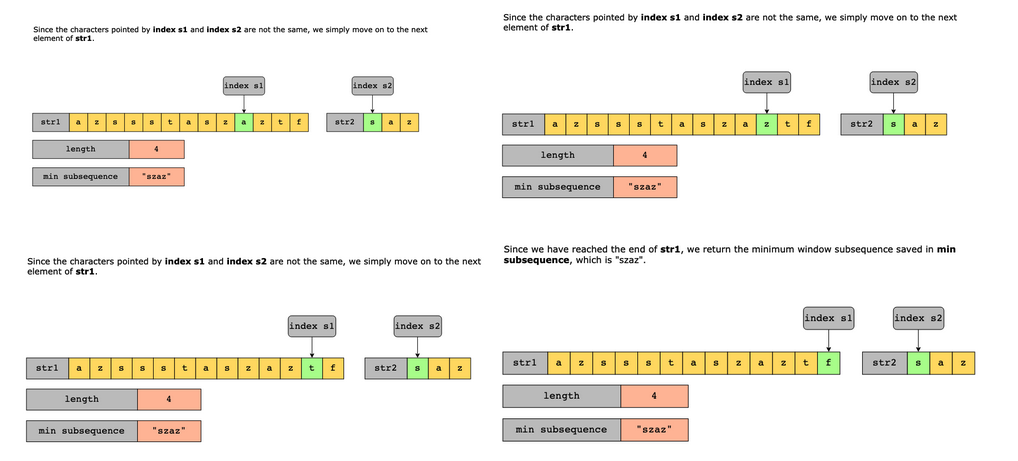 Since the characters pointed by index s1 and index s2 are not the same, we simply move on to the next
element of str1.
index s1 index s2
str1 a z s s s t a s z a z t f str2 s a z
length 4
min subsequence "szaz"
Since the characters pointed by index s1 and index s2 are not the same, we simply move on to the next
element of str1.
index s1 index s2
str1 a z s s s t a s z a z t f str2 s a z
length 4
min subsequence "szaz"
Since the characters pointed by index s1 and index s2 are not the same, we simply move on to the next
element of str1.
index s1 index s2
str1 a z s s s t a s z a z t f str2 s a z
length 4
min subsequence "szaz"
Since we have reached the end of str1, we return the minimum window subsequence saved in min
subsequence, which is "szaz".
index s1 index s2
str1 a z s s s t a s z a z t f str2 s a z
length 4
min subsequence "szaz"